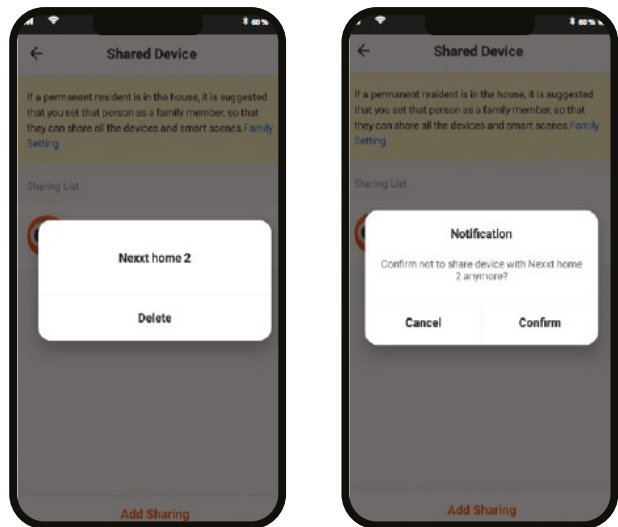 60 %
Shared Device
If a permanent resident is in the house, it is suggested
that you set that person as a family member, so that
they can share all the devices and smart scenes.Family
Setting
Sharing List
Nexxt home 2
Delete
Add Sharing
60 %
Shared Device
If a permanent resident is in the house, it is suggested
that you set that person as a family member, so that
they can share all the devices and smart scenes.Family
Setting
Sharing List
Notification
Confirm not to share device with Nexxt home
2 anymore?
Cancel
Confirm
Add Sharing